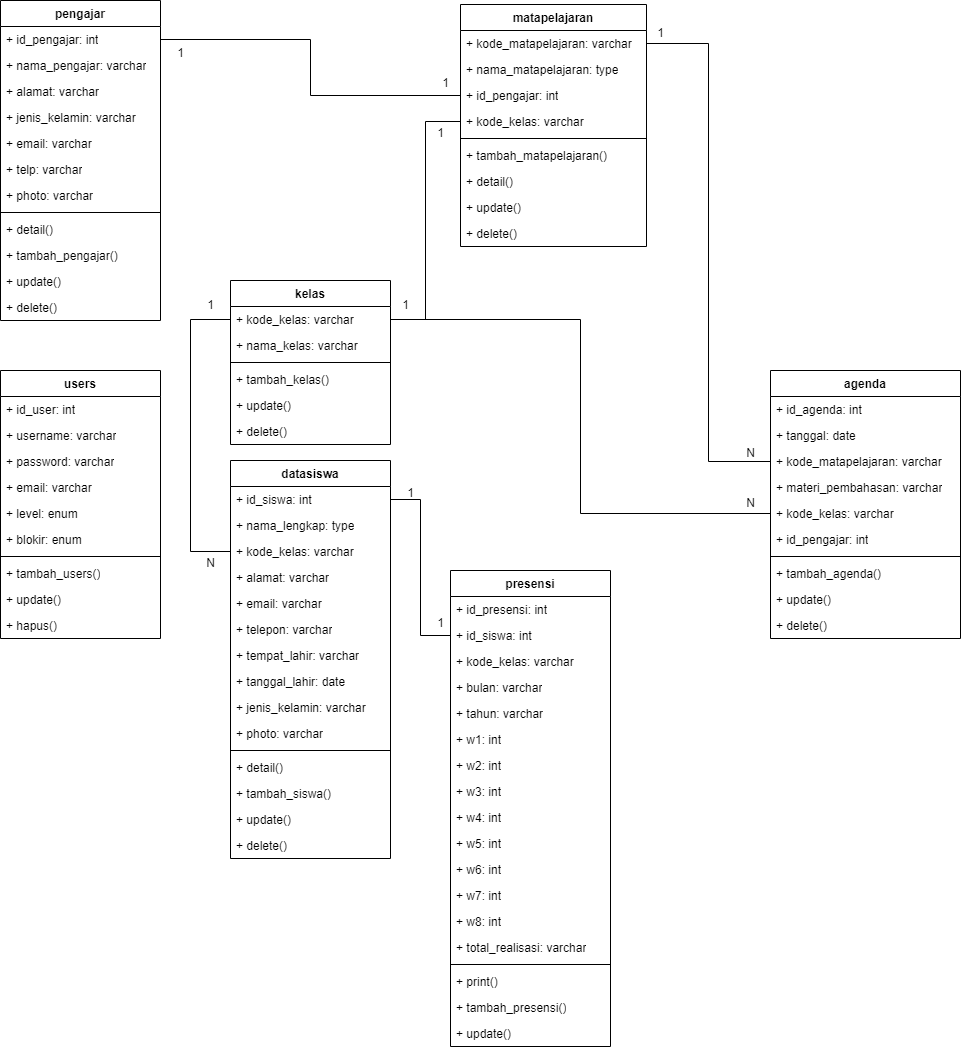 pengajar
+ id_pengajar: int
+ nama_pengajar: varchar
+ alamat: varchar
+ jenis_kelamin: varchar
+ email: varchar
+ telp: varchar
+ photo: varchar
+ detail()
+ tambah_pengajar()
+ update()
+ delete()
1
1
matapelajaran
+ kode_matapelajaran: varchar
+ nama_matapelajaran: type
+ id_pengajar: int
+ kode_kelas: varchar
+ tambah_matapelajaran()
+ detail()
+ update()
+ delete()
1
1
kelas
+ kode_kelas: varchar
+ nama_kelas: varchar
+ tambah_kelas()
+ update()
+ delete()
1
1
users
+ id_user: int
+ username: varchar
+ password: varchar
+ email: varchar
+ level: enum
+ blokir: enum
+ tambah_users()
+ update()
+ hapus()
agenda
+ id_agenda: int
+ tanggal: date
+ kode_matapelajaran: varchar
+ materi_pembahasan: varchar
+ kode_kelas: varchar
+ id_pengajar: int
+ tambah_agenda()
+ update()
+ delete()
N
N
datasiswa
+ id_siswa: int
+ nama_lengkap: type
+ kode_kelas: varchar
+ alamat: varchar
+ email: varchar
+ telepon: varchar
+ tempat_lahir: varchar
+ tanggal_lahir: date
+ jenis_kelamin: varchar
+ photo: varchar
+ detail()
+ tambah_siswa()
+ update()
+ delete()
N
1
1
presensi
+ id_presensi: int
+ id_siswa: int
+ kode_kelas: varchar
+ bulan: varchar
+ tahun: varchar
+ w1: int
+ w2: int
+ w3: int
+ w4: int
+ w5: int
+ w6: int
+ w7: int
+ w8: int
+ total_realisasi: varchar
+ print()
+ tambah_presensi()
+ update()